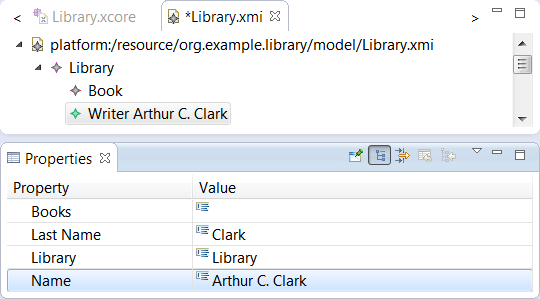 Library.xcore *Library.xmi
platform:/resource/org.example.library/model/Library.xmi
Library
Book
Writer Arthur C. Clark
Properties
Property Value
Books
Last Name Clark
Library Library
Name Arthur C. Clark